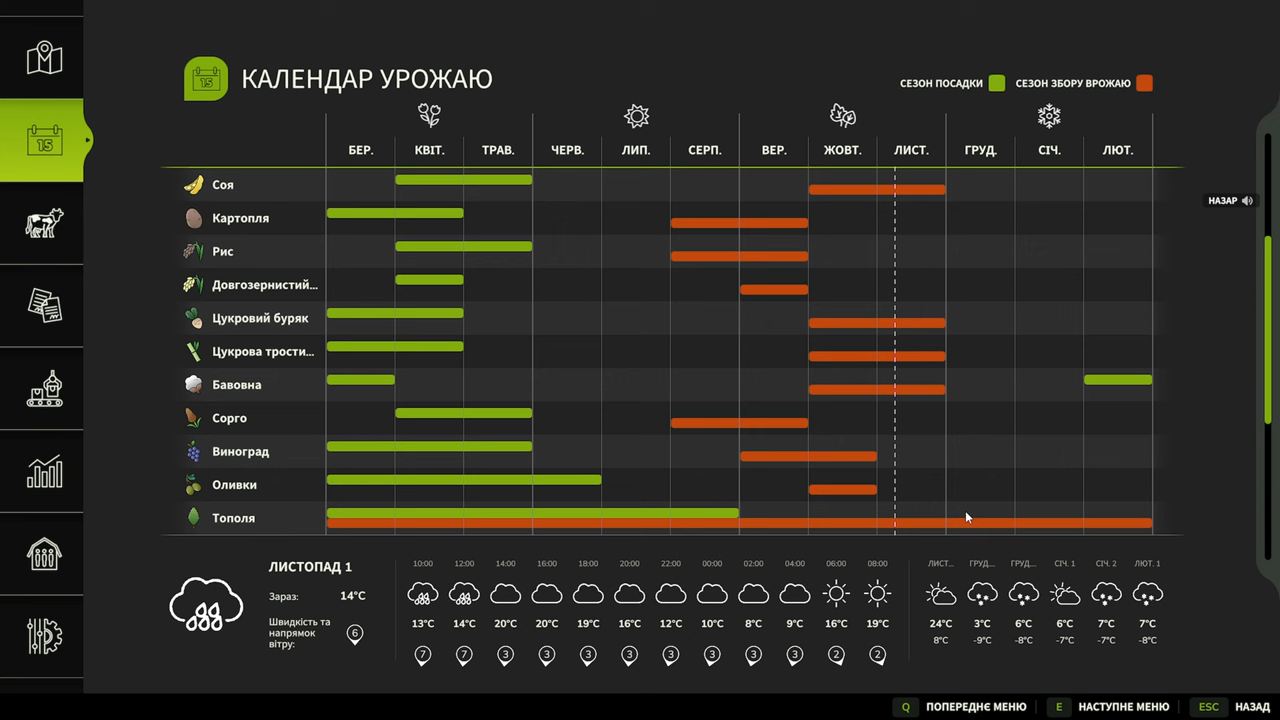 КАЛЕНДАР УРОЖАЮ
СЕЗОН ПОСАДКИ СЕЗОН ЗБОРУ ВРОЖАЮ
15
15
БЕР. КВІТ. ТРАВ. ЧЕРВ. ЛИП. СЕРП. ВЕР. ЖОВТ. ЛИСТ. ГРУД. СІЧ. ЛЮТ.
Соя
НАЗАР
Картопля
Рис
Довгозернистий...
Цукровий буряк
Цукрова трости...
Бавовна
Сорго
Виноград
Оливки
Тополя
ЛИСТОПАД 1
Зараз: 14°C
Швидкість та
напрямок
вітру:
6
10:00 12:00 14:00 16:00 18:00 20:00 22:00 00:00 02:00 04:00 06:00 08:00
13°C 14°C 20°C 20°C 19°C 16°C 12°C 10°C 8°C 9°C 16°C 19°C
7 7 3 3 3 3 3 3 3 3 2 2
ЛИСТ... ГРУД... ГРУД... СІЧ. 1 СІЧ. 2 ЛЮТ. 1
24°C 3°C 6°C 6°C 7°C 7°C
8°C -9°C -8°C -7°C -7°C -8°C
Q ПОПЕРЕДНЄ МЕНЮ E НАСТУПНЕ МЕНЮ ESC НАЗАД